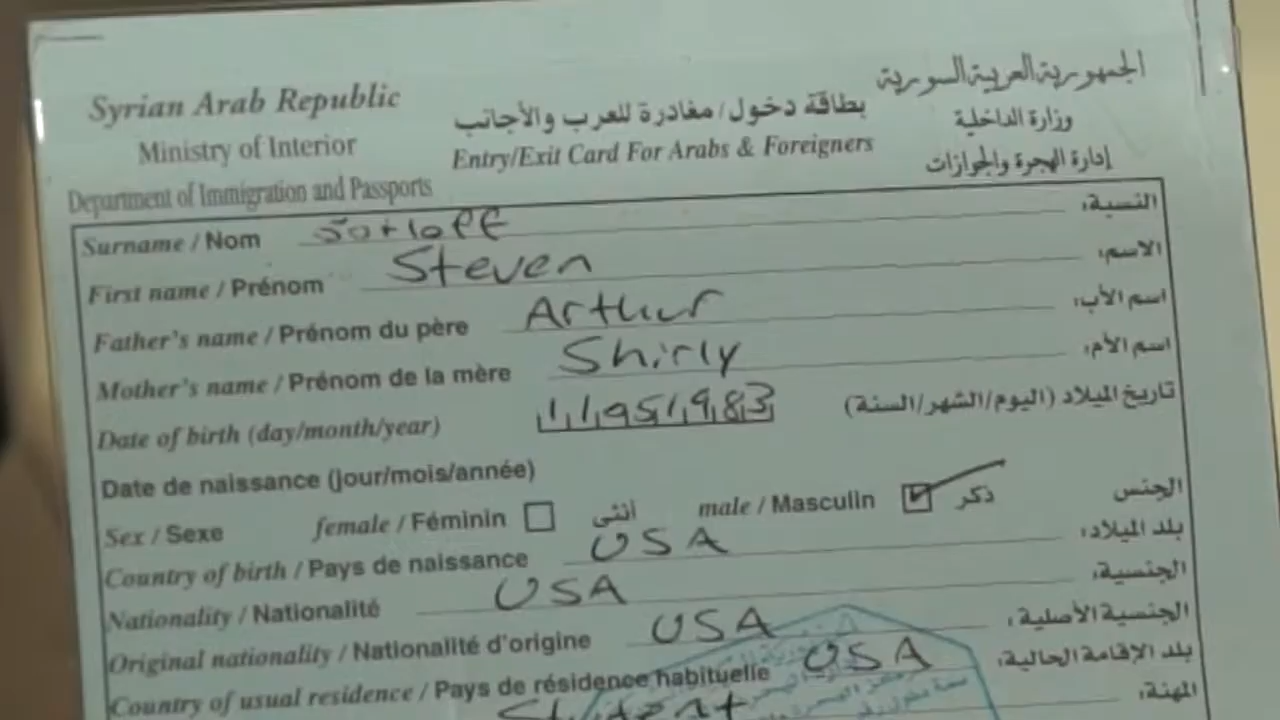 Syrian Arab Republic
الجمهورية العربية السورية
Ministry of Interior
بطاقة دخول/مغادرة للعرب والأجانب
وزارة الداخلية
Department of Immigration and Passports
Entry/Exit Card For Arabs & Foreigners
إدارة الهجرة والجوازات
Surname / Nom Sotloff النسبة:
First name / Prénom Steven الاسم:
Father's name / Prénom du père Arthur اسم الأب:
Mother's name / Prénom de la mère Shirly اسم الأم:
Date of birth (day/month/year) 11951983 تاريخ الميلاد (اليوم/الشهر/السنة)
Date de naissance (jour/mois/année)
Sex / Sexe female / Féminin أنثى male / Masculin ذكر الجنس
Country of birth / Pays de naissance USA بلد الميلاد:
Nationality / Nationalité USA الجنسية:
Original nationality / Nationalité d'origine USA الجنسية الأصلية:
Country of usual residence / Pays de résidence habituelle USA بلد الإقامة الحالية:
Student المهنة: